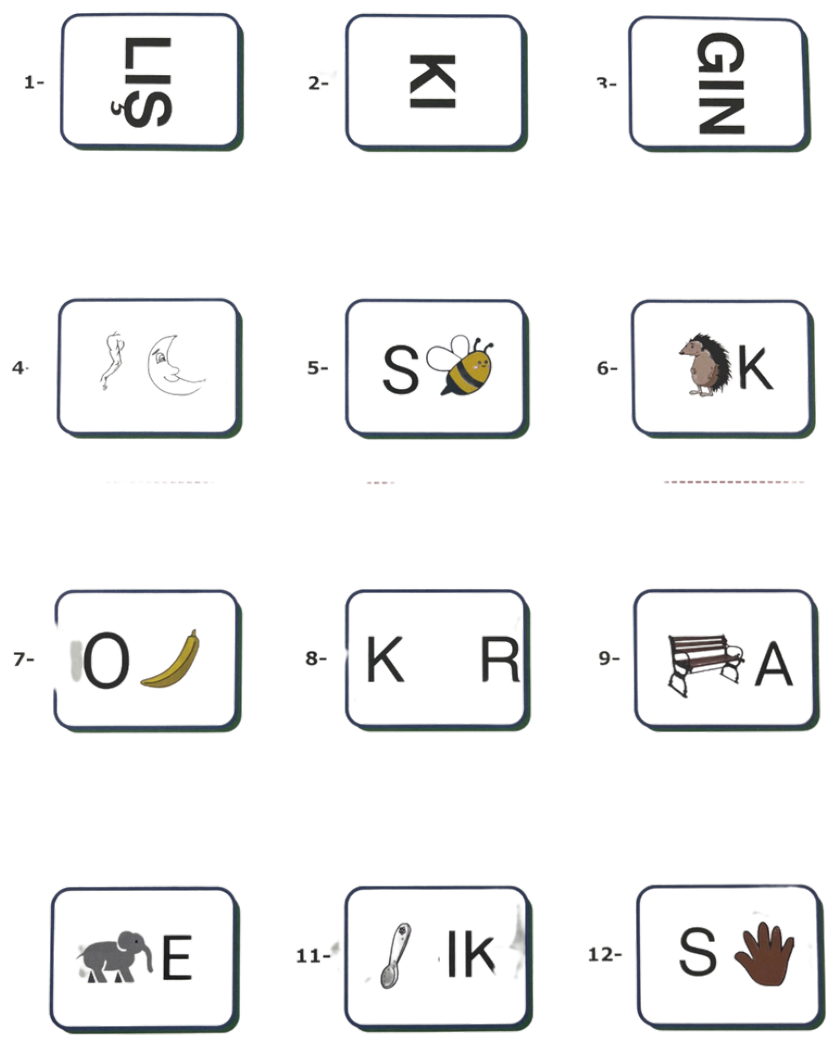 1- LIŞ
2- KI
3- GIN
4-
5- S
6- K
7- O
8- K R
9- A
E
11- IK
12- S